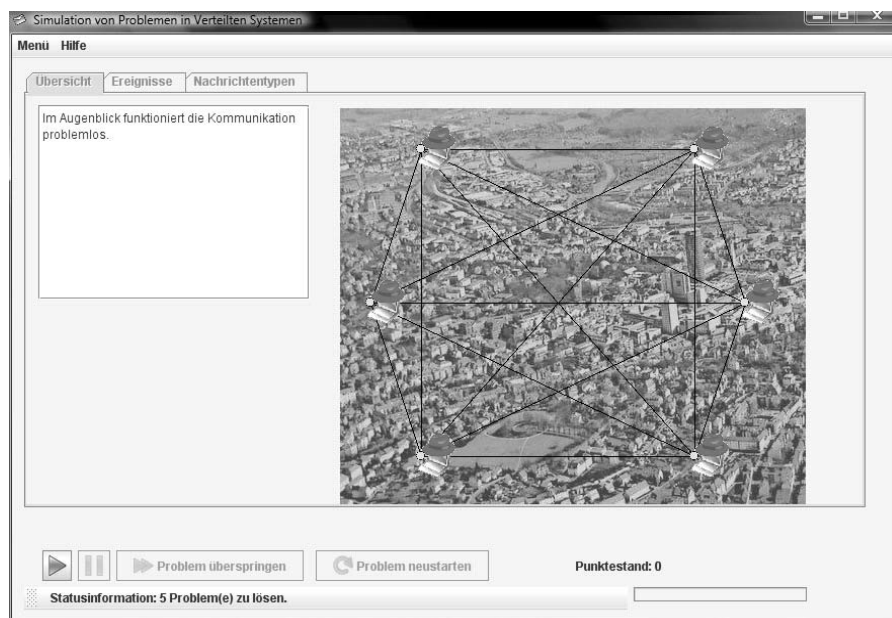 Simulation von Problemen in Verteilten Systemen
Menü Hilfe
Übersicht Ereignisse Nachrichtentypen
Im Augenblick funktioniert die Kommunikation
problemlos.
Problem überspringen Problem neustarten Punktestand: 0
Statusinformation: 5 Problem(e) zu lösen.